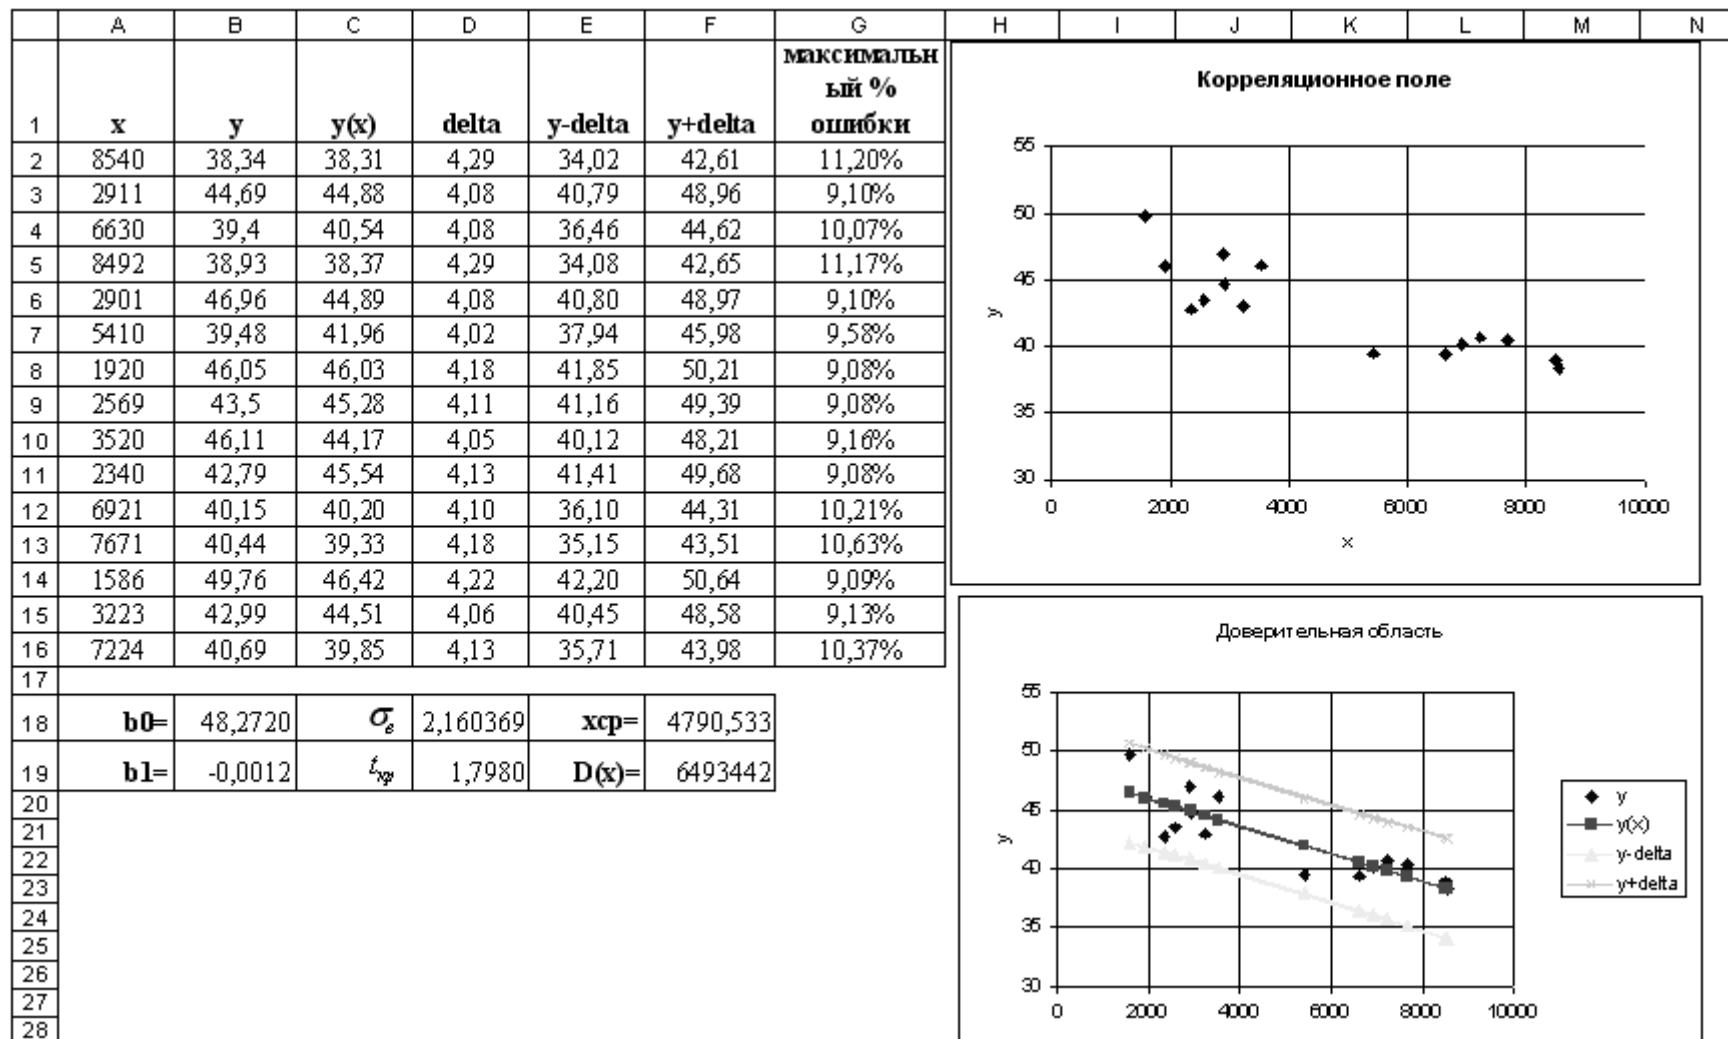 A B C D E F G H I J K L M N
максимальн
ый %
1 x y y(x) delta y-delta y+delta ошибки
2 8540 38,34 38,31 4,29 34,02 42,61 11,20%
3 2911 44,69 44,88 4,08 40,79 48,96 9,10%
4 6630 39,4 40,54 4,08 36,46 44,62 10,07%
5 8492 38,93 38,37 4,29 34,08 42,65 11,17%
6 2901 46,96 44,89 4,08 40,80 48,97 9,10%
7 5410 39,48 41,96 4,02 37,94 45,98 9,58%
8 1920 46,05 46,03 4,18 41,85 50,21 9,08%
9 2569 43,5 45,28 4,11 41,16 49,39 9,08%
10 3520 46,11 44,17 4,05 40,12 48,21 9,16%
11 2340 42,79 45,54 4,13 41,41 49,68 9,08%
12 6921 40,15 40,20 4,10 36,10 44,31 10,21%
13 7671 40,44 39,33 4,18 35,15 43,51 10,63%
14 1586 49,76 46,42 4,22 42,20 50,64 9,09%
15 3223 42,99 44,51 4,06 40,45 48,58 9,13%
16 7224 40,69 39,85 4,13 35,71 43,98 10,37%
17
18 b0= 48,2720 σe 2,160369 xcp= 4790,533
19 b1= -0,0012 tкр 1,7980 D(x)= 6493442
20
21
22
23
24
25
26
27
28
Корреляционное поле
55
50
45
40
35
30
y
0 2000 4000 6000 8000 10000
x
Доверительная область
55
50
45
40
35
30
y
0 2000 4000 6000 8000 10000
y
y(x)
y-delta
y+delta